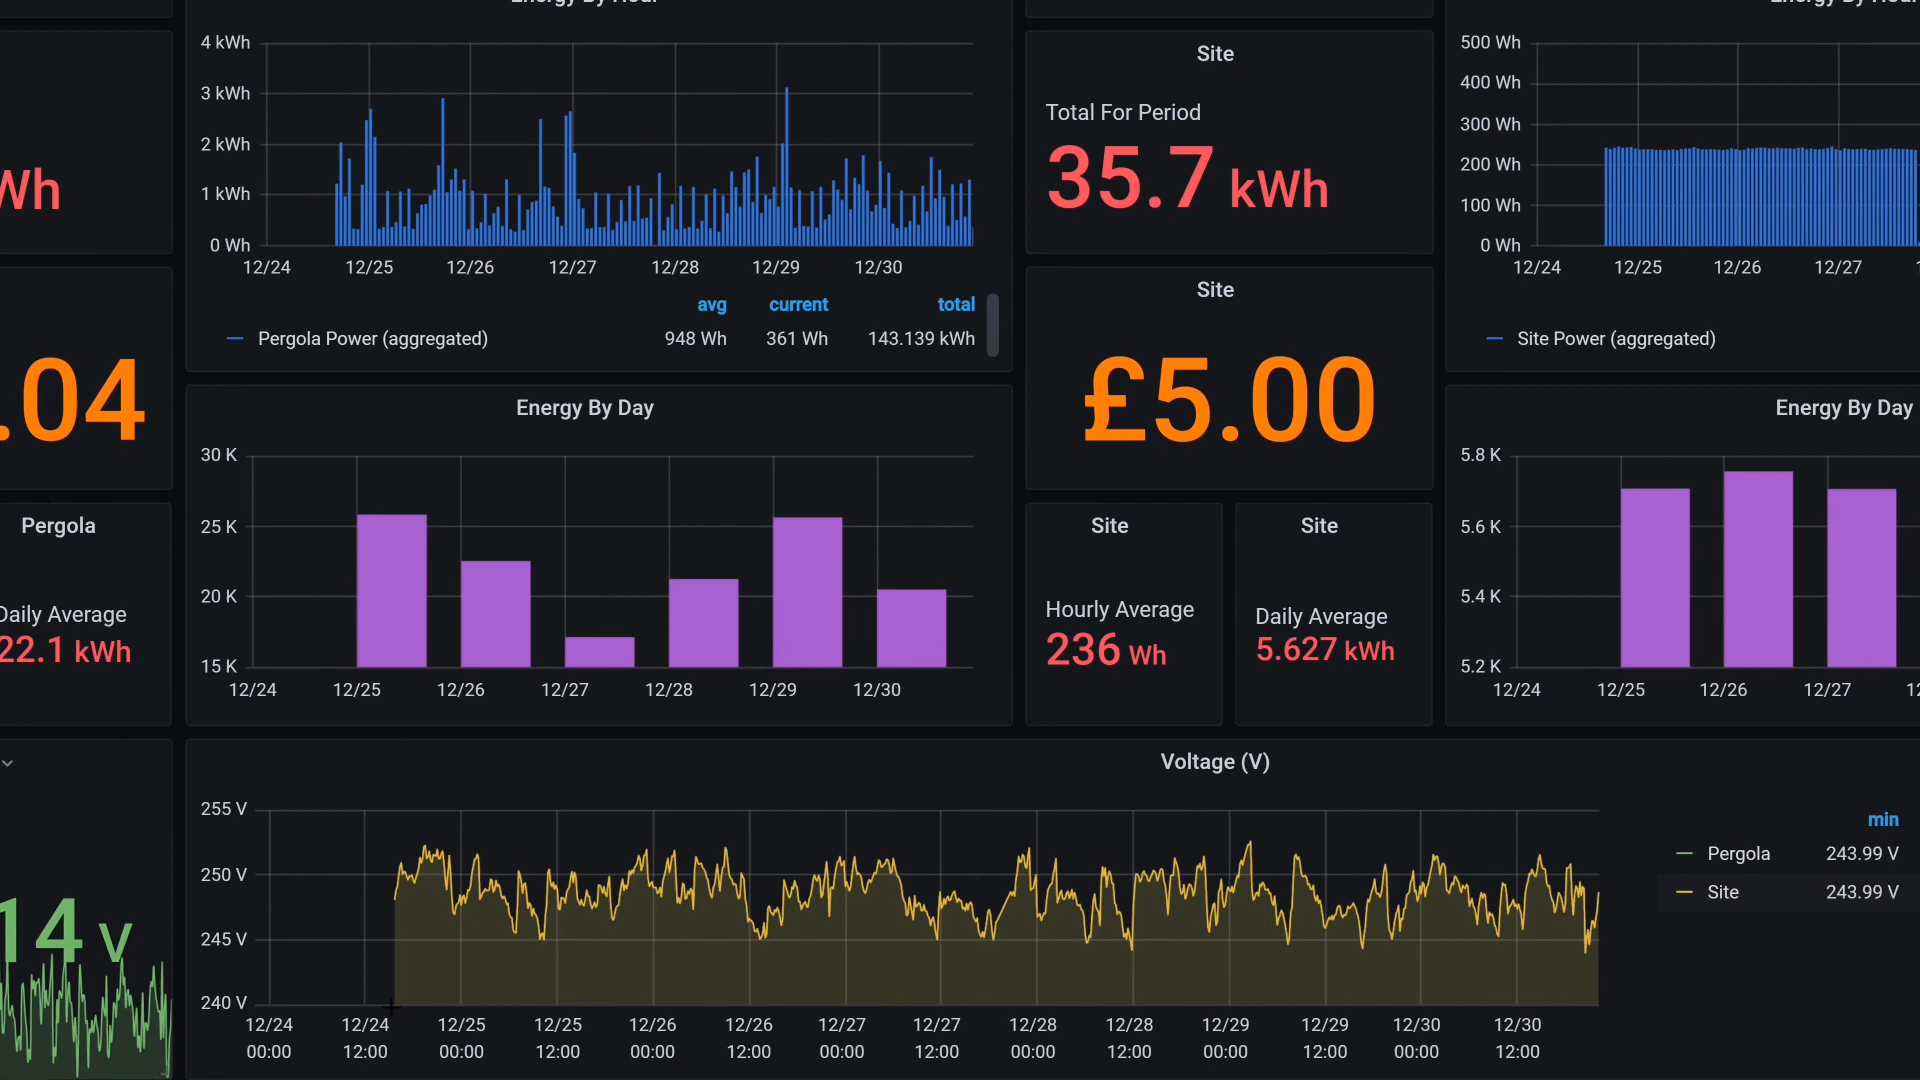 Energy By Hour
4 kWh
3 kWh
2 kWh
1 kWh
0 Wh
12/24 12/25 12/26 12/27 12/28 12/29 12/30
avg current total
Pergola Power (aggregated) 948 Wh 361 Wh 143.139 kWh
Wh
.04
Pergola
Daily Average
22.1 kWh
Energy By Day
30 K
25 K
20 K
15 K
12/24 12/25 12/26 12/27 12/28 12/29 12/30
Site
Total For Period
35.7 kWh
Site
£5.00
Site
Hourly Average
236 Wh
Site
Daily Average
5.627 kWh
Energy By Hour
500 Wh
400 Wh
300 Wh
200 Wh
100 Wh
0 Wh
12/24 12/25 12/26 12/27
Site Power (aggregated)
Energy By Day
5.8 K
5.6 K
5.4 K
5.2 K
12/24 12/25 12/26 12/27
14 V
Voltage (V)
255 V
250 V
245 V
240 V
12/24 12/24 12/25 12/25 12/26 12/26 12/27 12/27 12/28 12/28 12/29 12/29 12/30 12/30
00:00 12:00 00:00 12:00 00:00 12:00 00:00 12:00 00:00 12:00 00:00 12:00 00:00 12:00
min
Pergola 243.99 V
Site 243.99 V